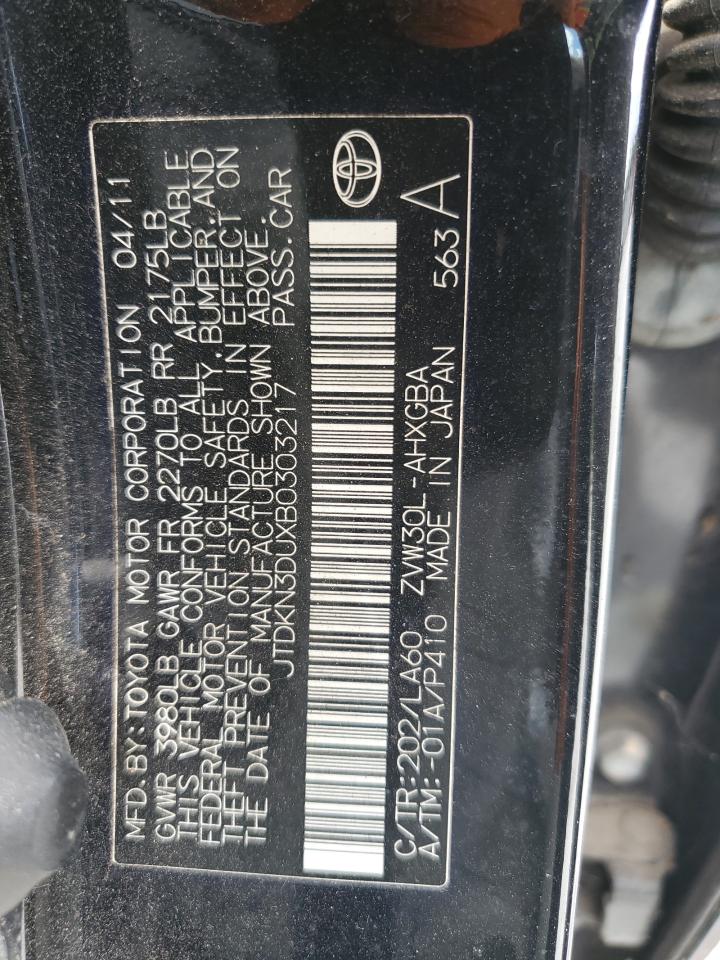 MFD. BY: TOYOTA MOTOR CORPORATION 04/11
GVWR 3980LB GAWR FR 2270LB RR 2175LB
THIS VEHICLE CONFORMS TO ALL APPLICABLE
FEDERAL MOTOR VEHICLE SAFETY, BUMPER, AND
THEFT PREVENTION STANDARDS IN EFFECT ON
THE DATE OF MANUFACTURE SHOWN ABOVE.
JTDKN3DUXB0303217 PASS. CAR
C/TR: 202/LA60 ZVW30L-AHXGBA 563 A
A/TM: -01A/P410 MADE IN JAPAN